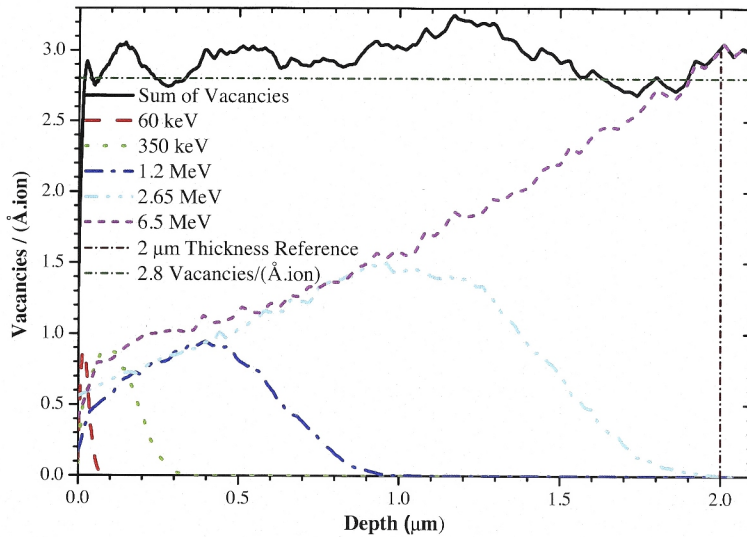 3.0
2.5
2.0
1.5
1.0
0.5
0.0
Vacancies / (Å.ion)
Sum of Vacancies
60 keV
350 keV
1.2 MeV
2.65 MeV
6.5 MeV
2 µm Thickness Reference
2.8 Vacancies/(Å.ion)
0.0 0.5 1.0 1.5 2.0
Depth (µm)